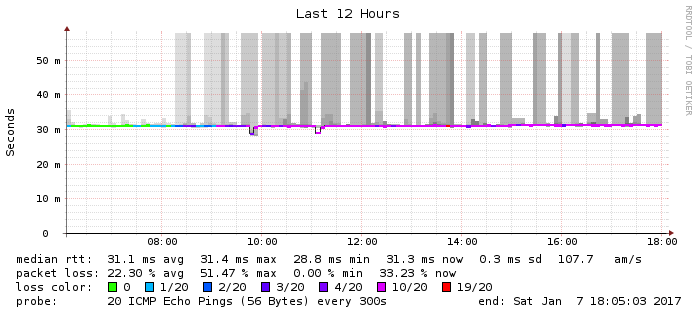 Last 12 Hours
RRDTOOL / TOBI OETIKER
Seconds
50 m
40 m
30 m
20 m
10 m
0
08:00 10:00 12:00 14:00 16:00 18:00
median rtt: 31.1 ms avg 31.4 ms max 28.8 ms min 31.3 ms now 0.3 ms sd 107.7 am/s
packet loss: 22.30 % avg 51.47 % max 0.00 % min 33.23 % now
loss color: 0 1/20 2/20 3/20 4/20 10/20 19/20
probe: 20 ICMP Echo Pings (56 Bytes) every 300s end: Sat Jan 7 18:05:03 2017